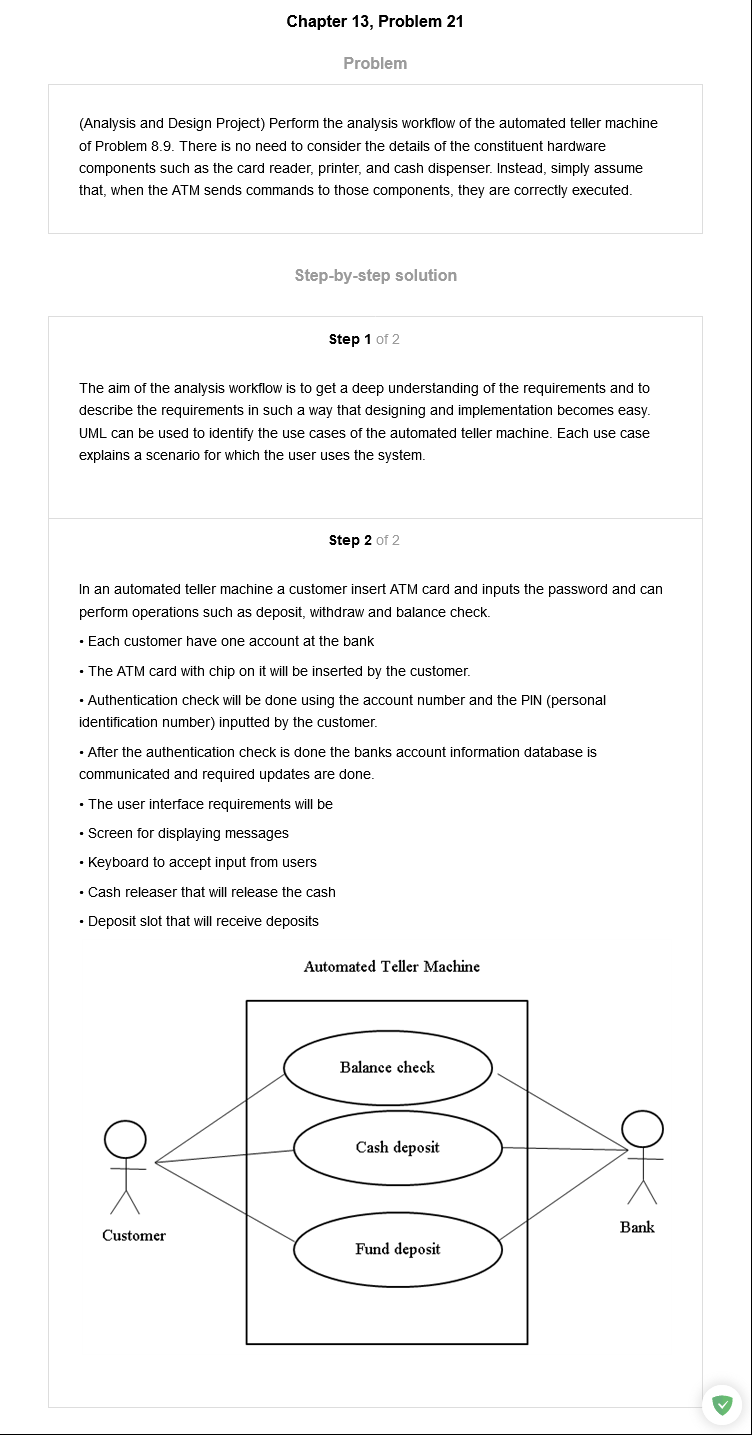 Chapter 13, Problem 21
Problem
(Analysis and Design Project) Perform the analysis workflow of the automated teller machine
of Problem 8.9. There is no need to consider the details of the constituent hardware
components such as the card reader, printer, and cash dispenser. Instead, simply assume
that, when the ATM sends commands to those components, they are correctly executed.
Step-by-step solution
Step 1 of 2
The aim of the analysis workflow is to get a deep understanding of the requirements and to
describe the requirements in such a way that designing and implementation becomes easy.
UML can be used to identify the use cases of the automated teller machine. Each use case
explains a scenario for which the user uses the system.
Step 2 of 2
In an automated teller machine a customer insert ATM card and inputs the password and can
perform operations such as deposit, withdraw and balance check.
• Each customer have one account at the bank
• The ATM card with chip on it will be inserted by the customer.
• Authentication check will be done using the account number and the PIN (personal
identification number) inputted by the customer.
• After the authentication check is done the banks account information database is
communicated and required updates are done.
• The user interface requirements will be
• Screen for displaying messages
• Keyboard to accept input from users
• Cash releaser that will release the cash
• Deposit slot that will receive deposits
Automated Teller Machine
Balance check
Cash deposit
Fund deposit
Customer
Bank